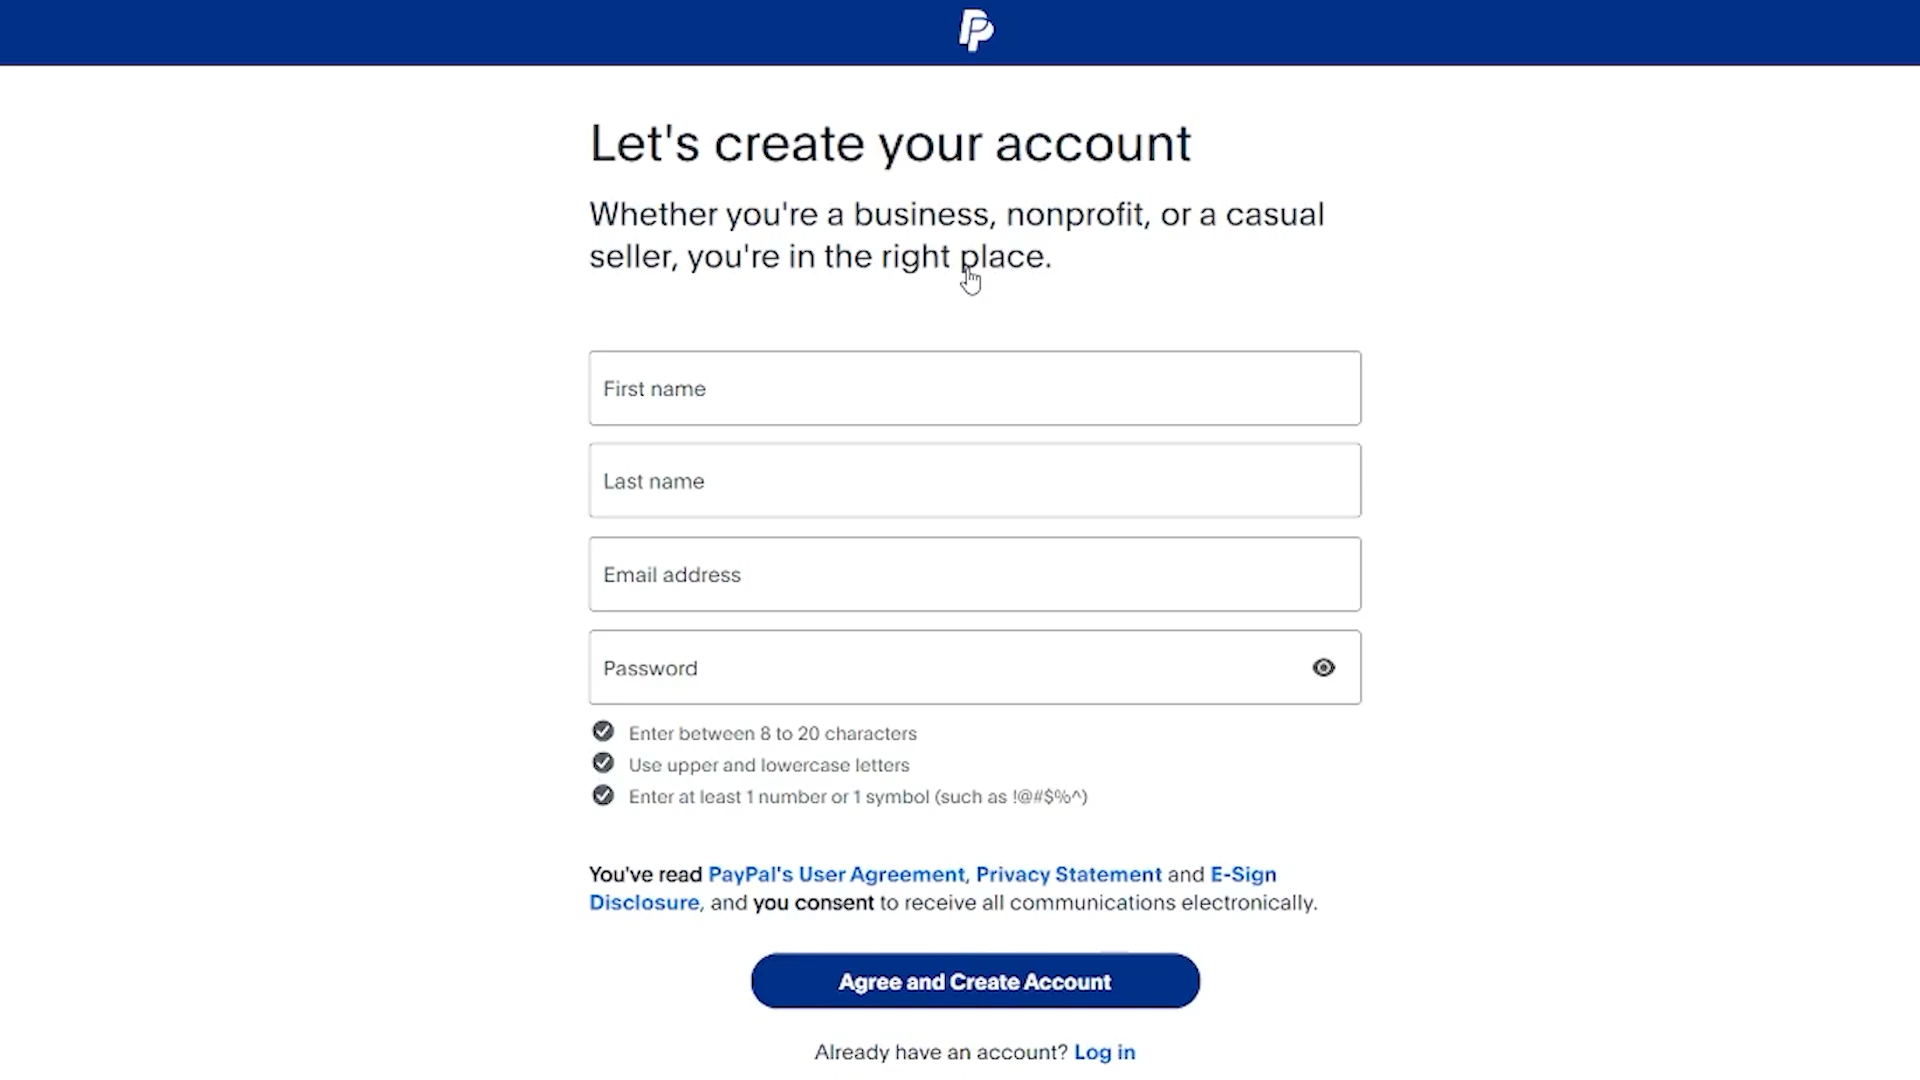 Let's create your account
Whether you're a business, nonprofit, or a casual
seller, you're in the right place.
First name
Last name
Email address
Password
Enter between 8 to 20 characters
Use upper and lowercase letters
Enter at least 1 number or 1 symbol (such as !@#$%^)
You've read PayPal's User Agreement, Privacy Statement and E-Sign
Disclosure, and you consent to receive all communications electronically.
Agree and Create Account
Already have an account? Log in